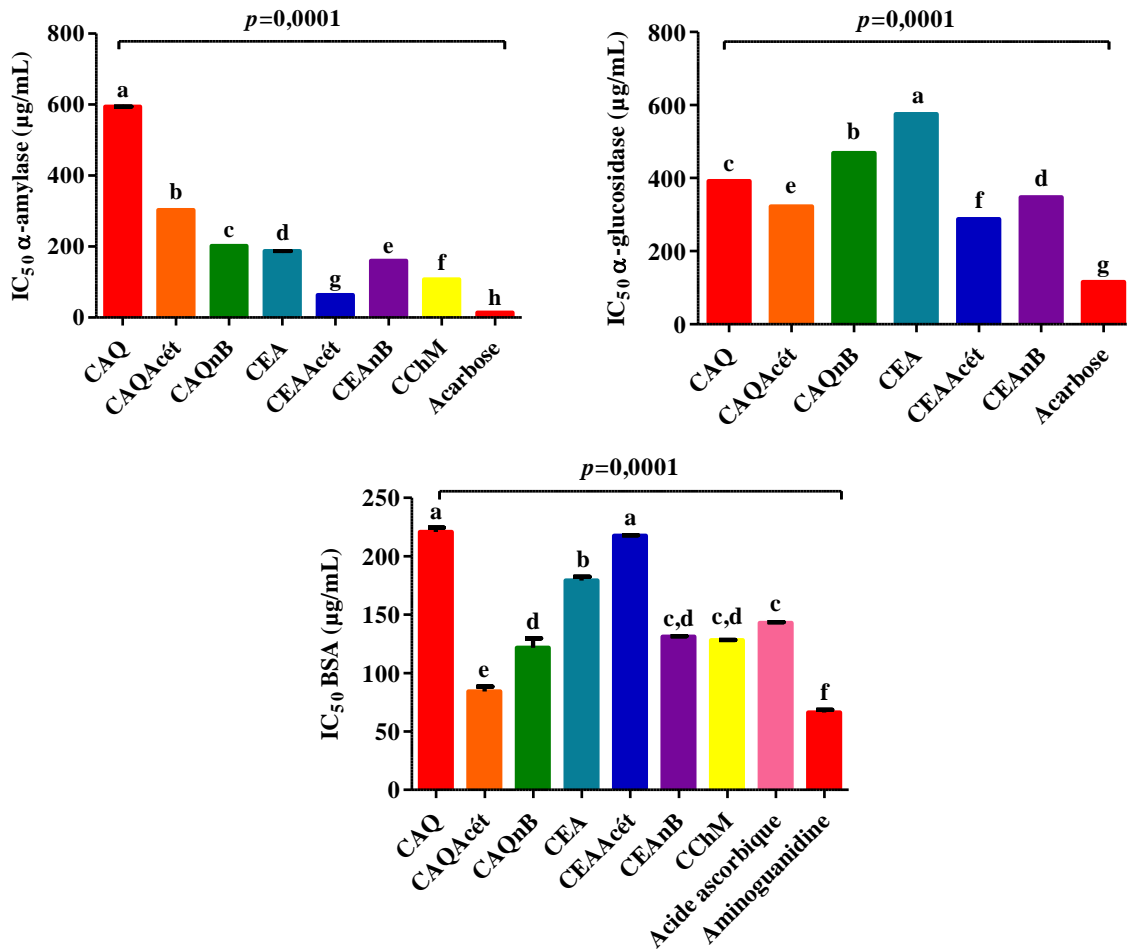 p=0,0001
IC50 α-amylase (µg/mL)
800
600
400
200
0
a
b
c
d
g
e
f
h
CAQ
CAQAcét
CAQnB
CEA
CEAAcét
CEAnB
CChM
Acarbose
p=0,0001
IC50 α-glucosidase (µg/mL)
800
600
400
200
0
c
e
b
a
f
d
g
CAQ
CAQAcét
CAQnB
CEA
CEAAcét
CEAnB
Acarbose
p=0,0001
IC50 BSA (µg/mL)
250
200
150
100
50
0
a
e
d
b
a
c,d
c,d
c
f
CAQ
CAQAcét
CAQnB
CEA
CEAAcét
CEAnB
CChM
Acide ascorbique
Aminoguanidine